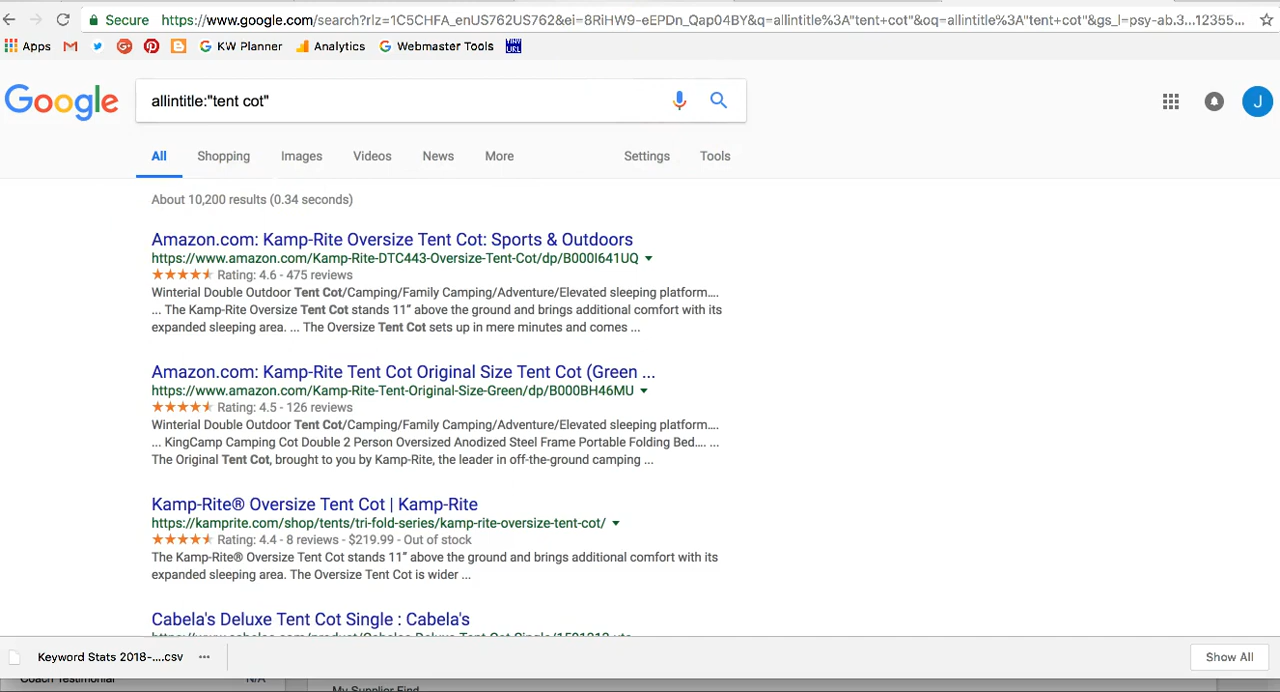 Secure https://www.google.com/search?rlz=1C5CHFA_enUS762US762&ei=8RiHW9-eEPDn_Qap04BY&q=allintitle%3A"tent+cot"&oq=allintitle%3A"tent+cot"&gs_l=psy-ab.3...12355...
Apps KW Planner Analytics Webmaster Tools TINY URL
Google allintitle:"tent cot" J
All Shopping Images Videos News More Settings Tools
About 10,200 results (0.34 seconds)
Amazon.com: Kamp-Rite Oversize Tent Cot: Sports & Outdoors
https://www.amazon.com/Kamp-Rite-DTC443-Oversize-Tent-Cot/dp/B000I641UQ
Rating: 4.6 - 475 reviews
Winterial Double Outdoor Tent Cot/Camping/Family Camping/Adventure/Elevated sleeping platform....
... The Kamp-Rite Oversize Tent Cot stands 11” above the ground and brings additional comfort with its
expanded sleeping area. ... The Oversize Tent Cot sets up in mere minutes and comes ...
Amazon.com: Kamp-Rite Tent Cot Original Size Tent Cot (Green ...
https://www.amazon.com/Kamp-Rite-Tent-Original-Size-Green/dp/B000BH46MU
Rating: 4.5 - 126 reviews
Winterial Double Outdoor Tent Cot/Camping/Family Camping/Adventure/Elevated sleeping platform....
... KingCamp Camping Cot Double 2 Person Oversized Anodized Steel Frame Portable Folding Bed.... ...
The Original Tent Cot, brought to you by Kamp-Rite, the leader in off-the-ground camping ...
Kamp-Rite® Oversize Tent Cot | Kamp-Rite
https://kamprite.com/shop/tents/tri-fold-series/kamp-rite-oversize-tent-cot/
Rating: 4.4 - 8 reviews - $219.99 - Out of stock
The Kamp-Rite® Oversize Tent Cot stands 11” above the ground and brings additional comfort with its
expanded sleeping area. The Oversize Tent Cot is wider ...
Cabela's Deluxe Tent Cot Single : Cabela's
Keyword Stats 2018-....csv ••• Show All
Coach Testimonial N/A My Supplier Find